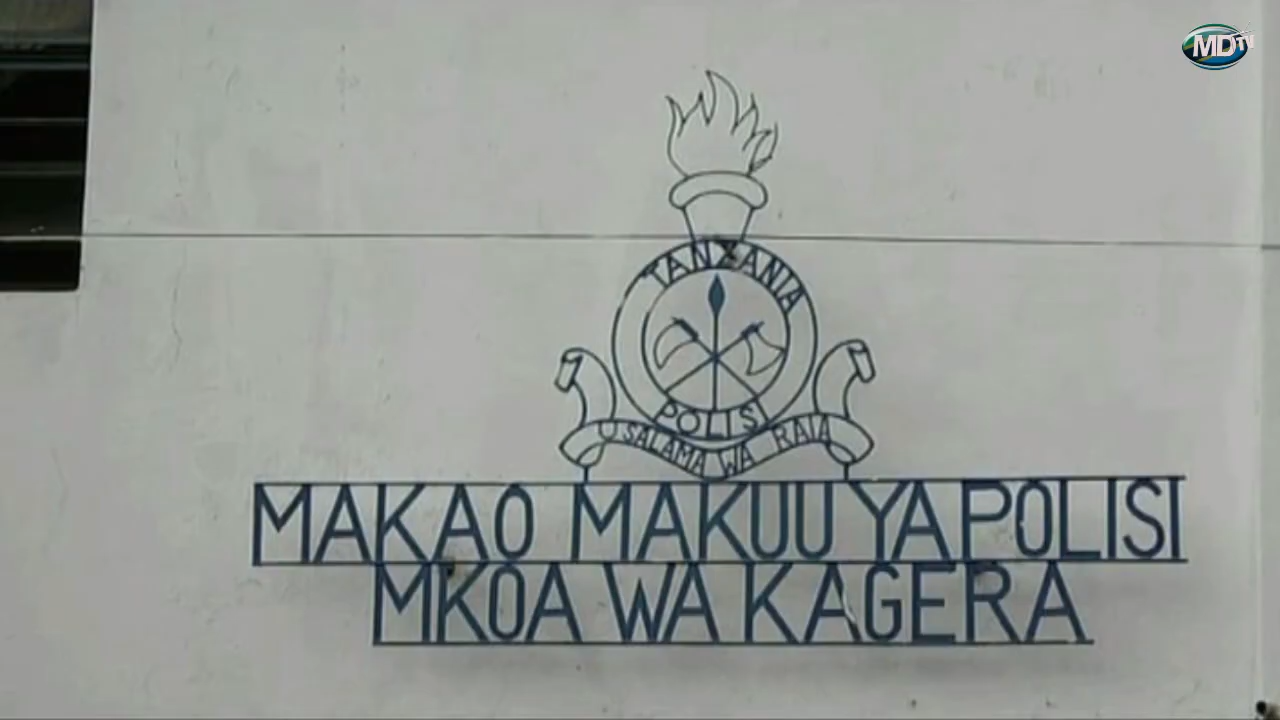 MDTV
TANZANIA
POLISI
USALAMA WA RAIA
MAKAO MAKUU YA POLISI
MKOA WA KAGERA